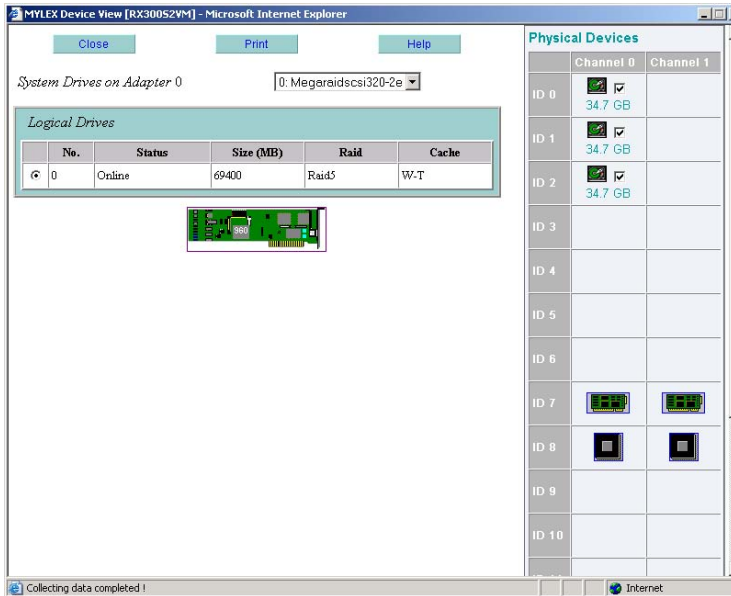 MYLEX Device View [RX300S2VM] - Microsoft Internet Explorer
Close Print Help
System Drives on Adapter 0 0: Megaraidscsi320-2e
Logical Drives
No. Status Size (MB) Raid Cache
0 Online 69400 Raid5 W-T
960
Physical Devices
Channel 0 Channel 1
ID 0 34.7 GB
ID 1 34.7 GB
ID 2 34.7 GB
ID 3
ID 4
ID 5
ID 6
ID 7
ID 8
ID 9
ID 10
Collecting data completed ! Internet